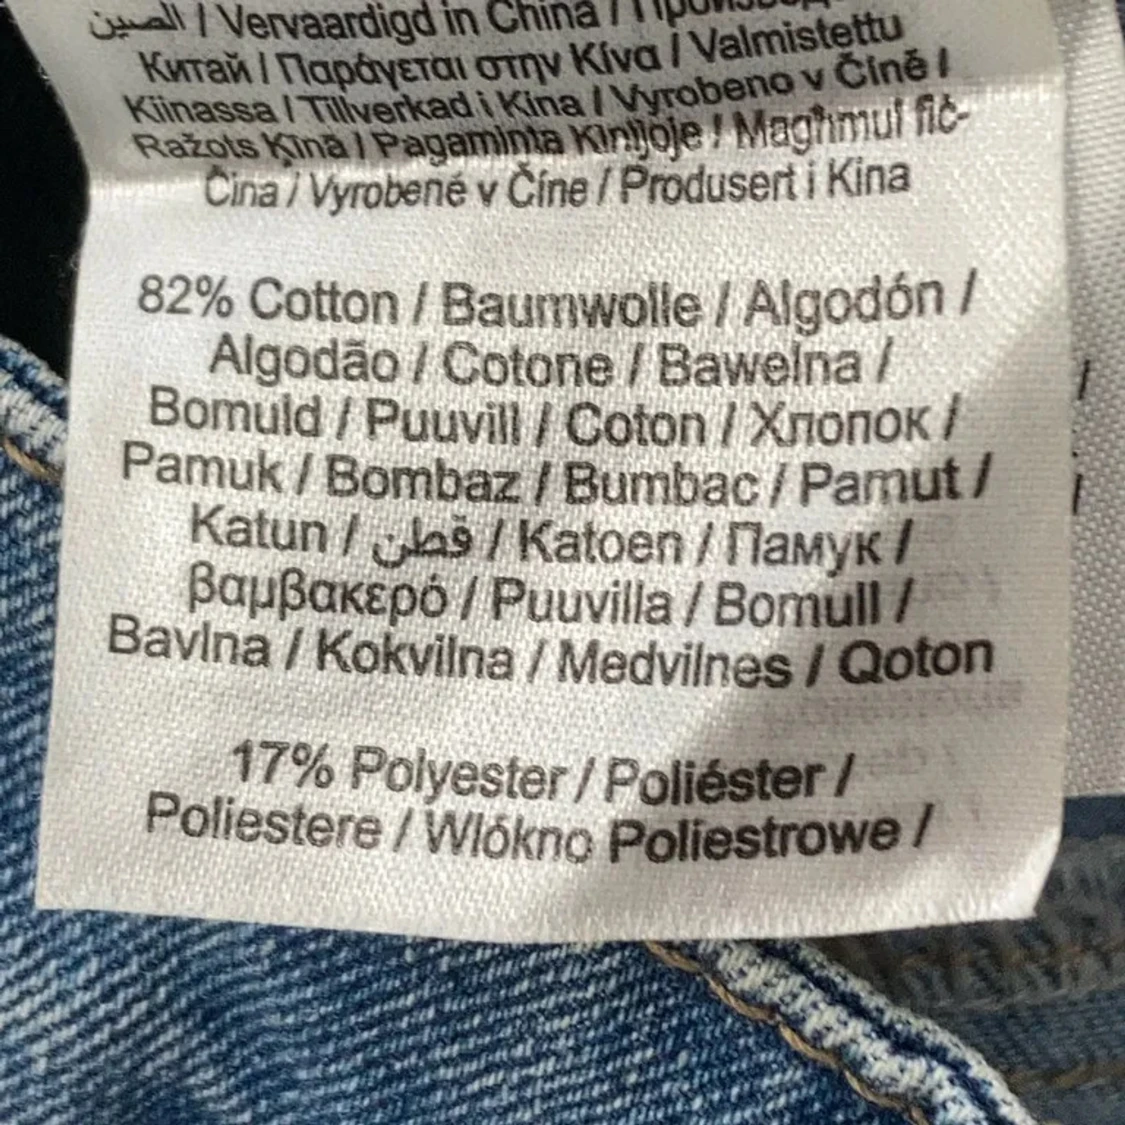 الصين / Vervaardigd in China /
Китай / Παράγεται στην Κίνα / Valmistettu
Kiinassa / Tillverkad i Kina / Vyrobeno v Číně /
Ražots Ķīnā / Pagaminta Kinijoje / Magħmul fiċ-
Ċina / Vyrobené v Číne / Produsert i Kina
82% Cotton / Baumwolle / Algodón /
Algodão / Cotone / Bawełna /
Bomuld / Puuvill / Coton / Хлопок /
Pamuk / Bombaz / Bumbac / Pamut /
Katun / قطن / Katoen / Памук /
βαμβακερό / Puuvilla / Bomull /
Bavlna / Kokvilna / Medvilnes / Qoton
17% Polyester / Poliéster /
Poliestere / Włókno Poliestrowe /